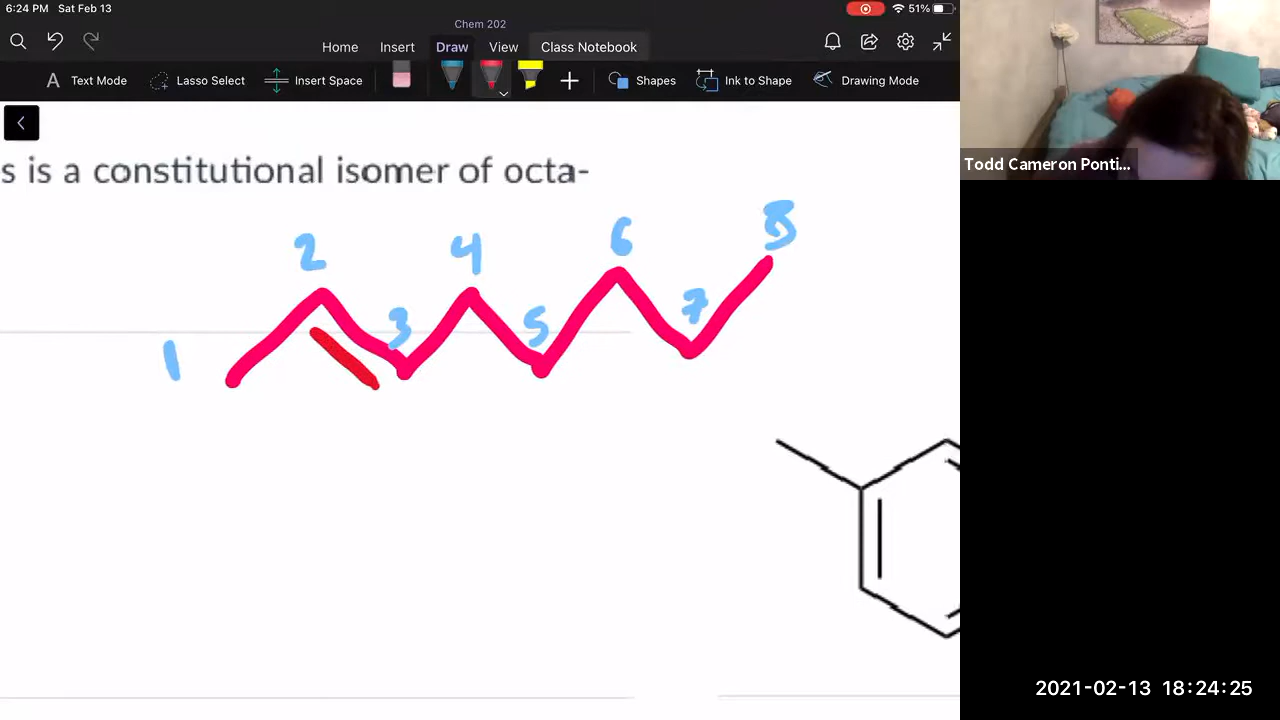 6:24 PM Sat Feb 13
51%
Chem 202
Home Insert Draw View Class Notebook
Text Mode Lasso Select Insert Space Shapes Ink to Shape Drawing Mode
Todd Cameron Ponti...
s is a constitutional isomer of octa-
1 2 3 4 5 6 7 8
2021-02-13 18:24:25